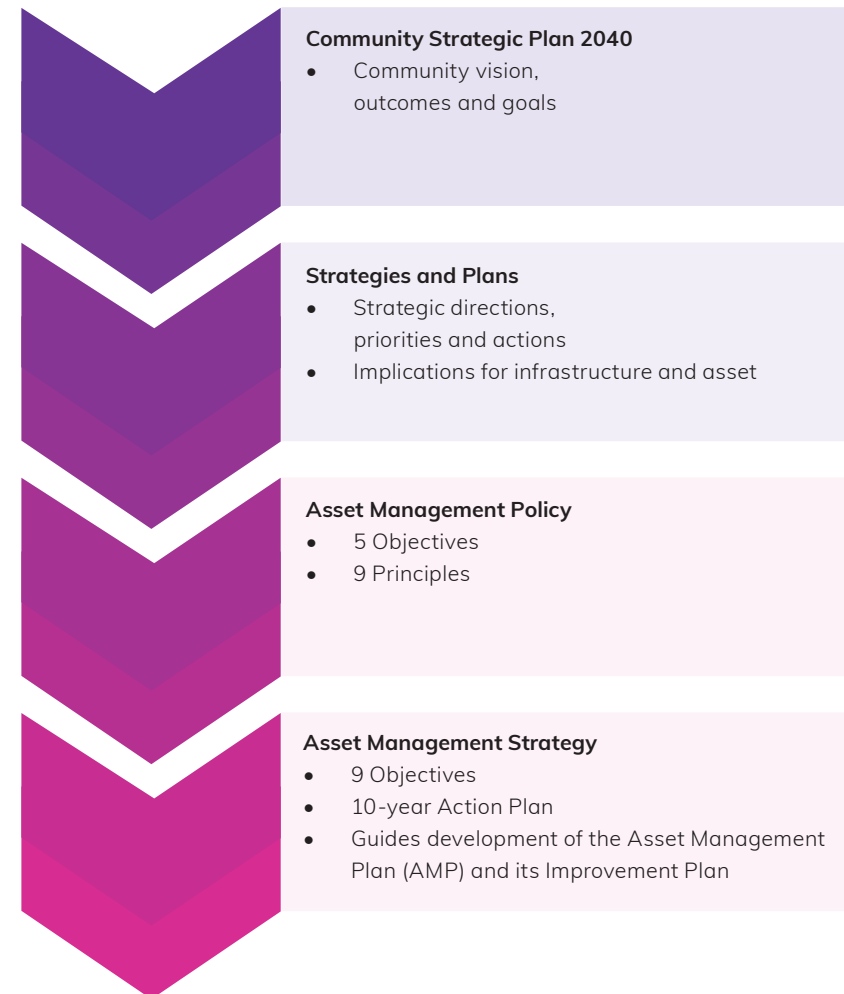 Community Strategic Plan 2040
• Community vision,
outcomes and goals
Strategies and Plans
• Strategic directions,
priorities and actions
• Implications for infrastructure and asset
Asset Management Policy
• 5 Objectives
• 9 Principles
Asset Management Strategy
• 9 Objectives
• 10-year Action Plan
• Guides development of the Asset Management
Plan (AMP) and its Improvement Plan